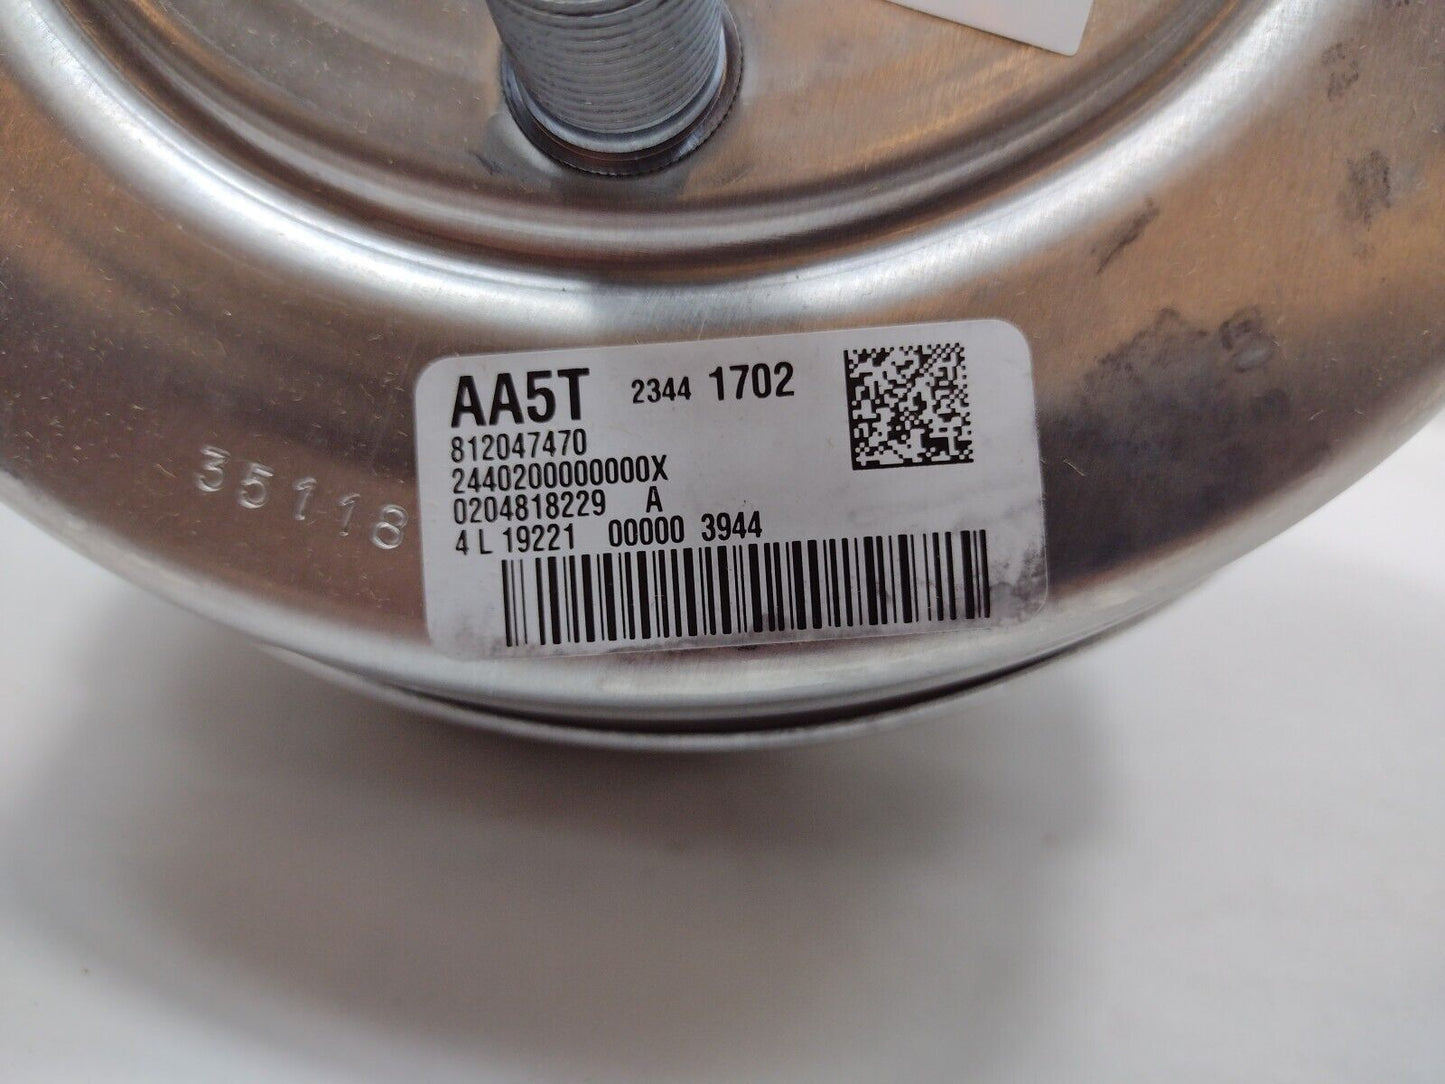 AA5T 2344 1702
812047470
2440200000000X
0204818229 A
4 L 19221 00000 3944
35118